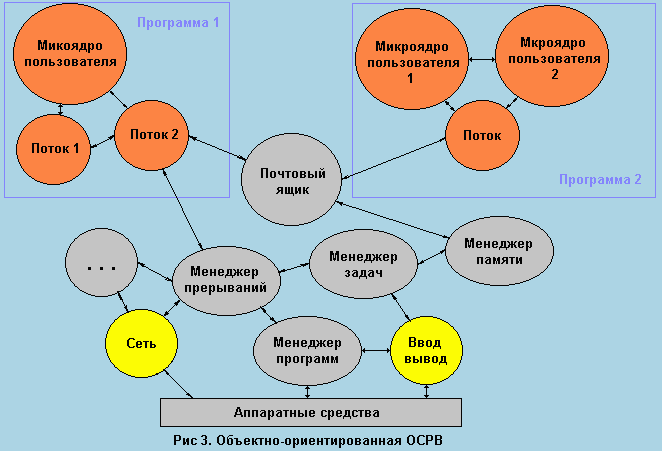 Программа 1
Микоядро
пользователя
Поток 1
Поток 2
Микроядро
пользователя
1
Мкроядро
пользователя
2
Поток
Программа 2
Почтовый
ящик
. . .
Менеджер
прерываний
Менеджер
задач
Менеджер
памяти
Сеть
Менеджер
программ
Ввод
вывод
Аппаратные средства
Рис 3. Объектно-ориентированная ОСРВ